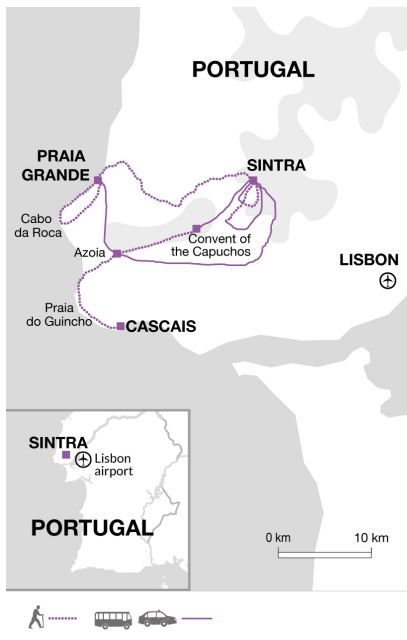 PORTUGAL
PRAIA
GRANDE
SINTRA
Cabo
da Roca
Convent of
the Capuchos
Azoia
LISBON
Praia
do Guincho
CASCAIS
SINTRA
Lisbon
airport
PORTUGAL
0 km 10 km